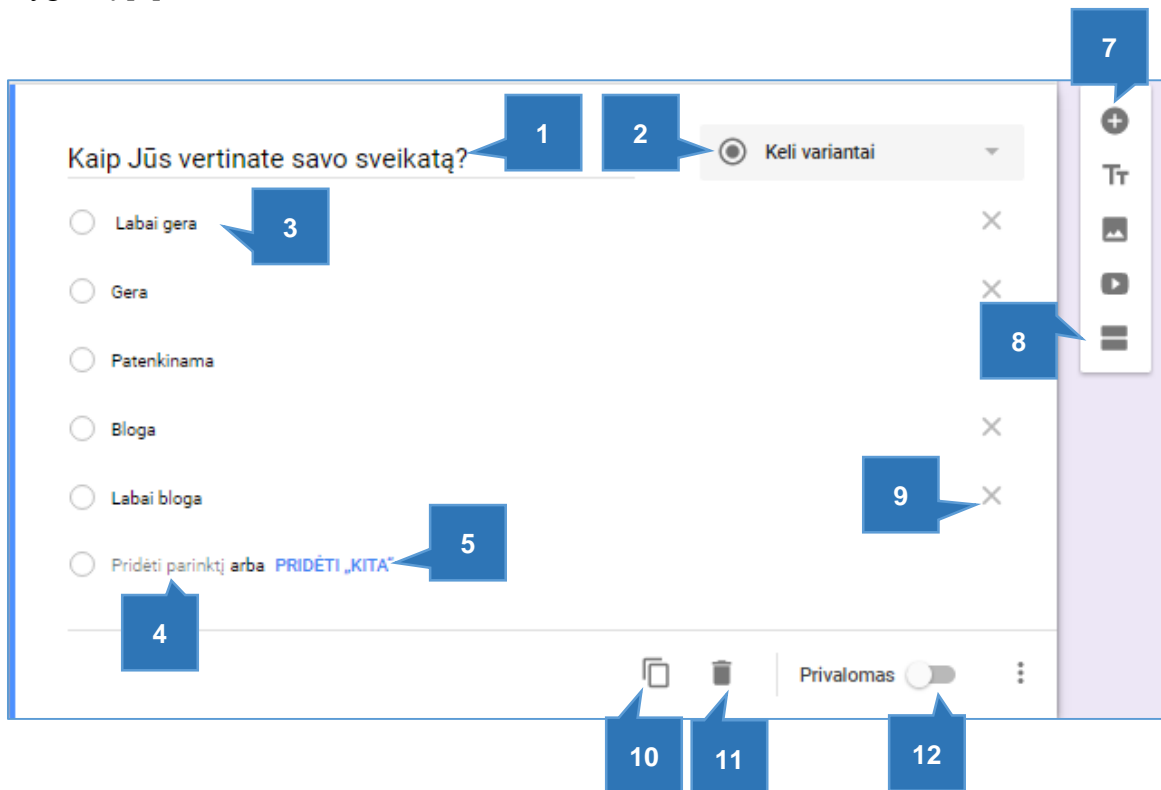 7
1
2
Kaip Jūs vertinate savo sveikatą?
Keli variantai
Tт
Labai gera
3
Gera
8
Patenkinama
Bloga
9
Labai bloga
5
Pridėti parinktį arba PRIDĖTI „KITA“
4
Privalomas
10
11
12